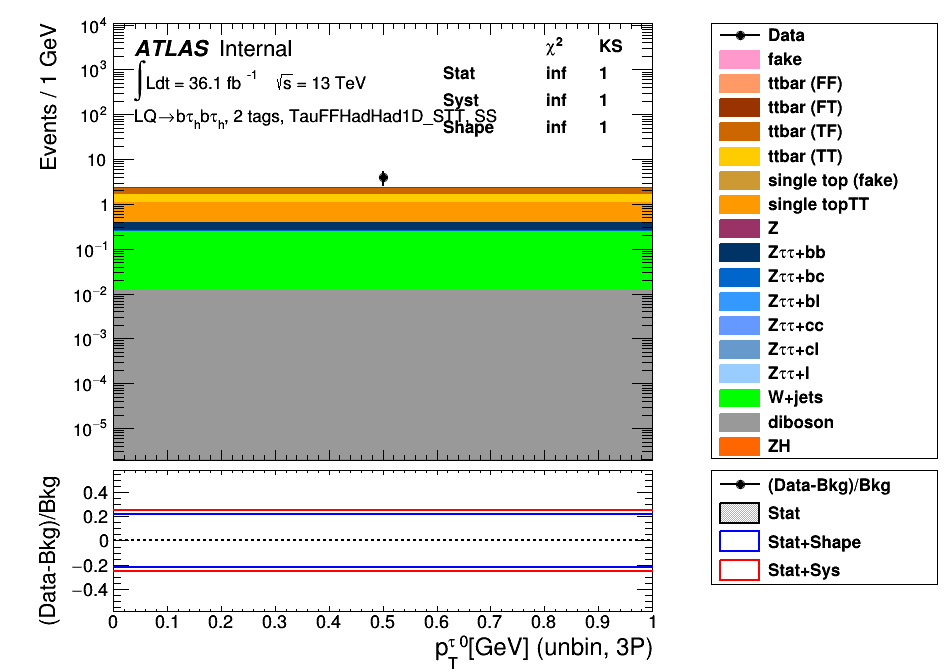 Events / 1 GeV
10⁴
10³
10²
10
1
10⁻¹
10⁻²
10⁻³
10⁻⁴
10⁻⁵
ATLAS Internal
∫Ldt = 36.1 fb⁻¹ √s = 13 TeV
LQ→bτₕbτₕ, 2 tags, TauFFHadHad1D_STT, SS
χ² KS
Stat inf 1
Syst inf 1
Shape inf 1
Data
fake
ttbar (FF)
ttbar (FT)
ttbar (TF)
ttbar (TT)
single top (fake)
single topTT
Z
Zττ+bb
Zττ+bc
Zττ+bl
Zττ+cc
Zττ+cl
Zττ+l
W+jets
diboson
ZH
(Data-Bkg)/Bkg
0.4
0.2
0
−0.2
−0.4
0 0.1 0.2 0.3 0.4 0.5 0.6 0.7 0.8 0.9 1
p_T^τ 0[GeV] (unbin, 3P)
(Data-Bkg)/Bkg
Stat
Stat+Shape
Stat+Sys